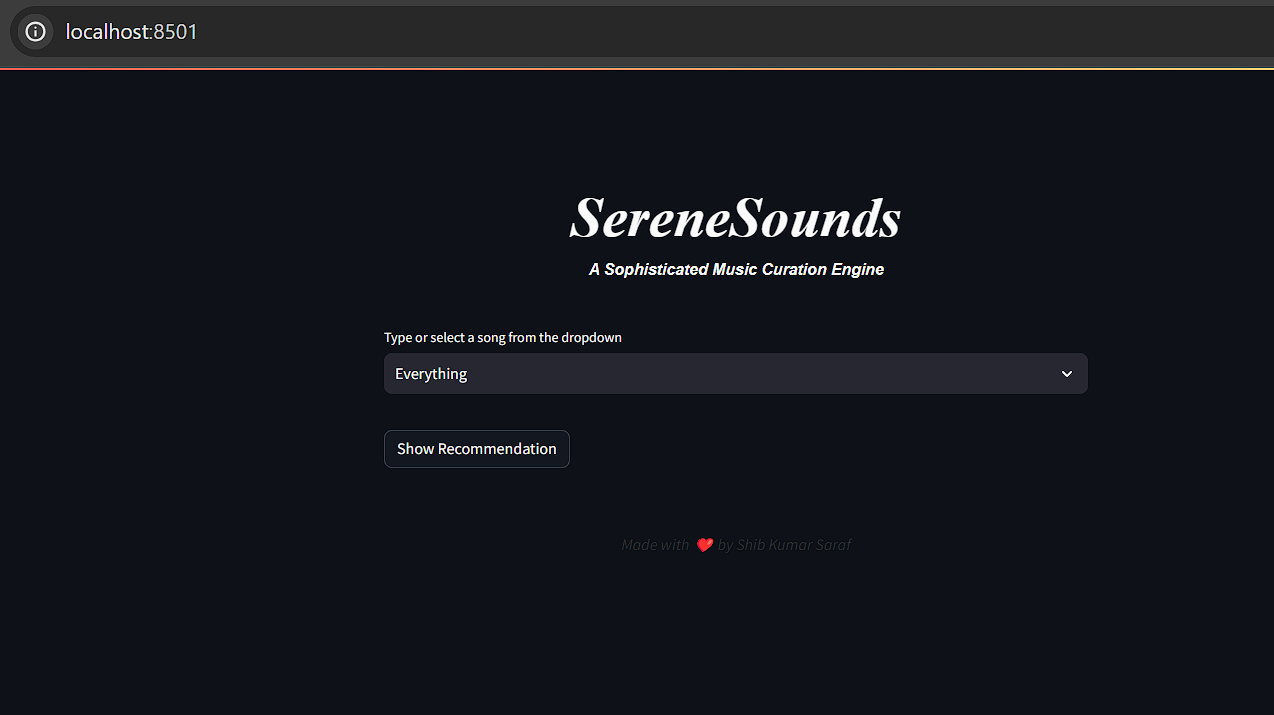 localhost:8501
SereneSounds
A Sophisticated Music Curation Engine
Type or select a song from the dropdown
Everything
Show Recommendation
Made with ❤️ by Shib Kumar Saraf